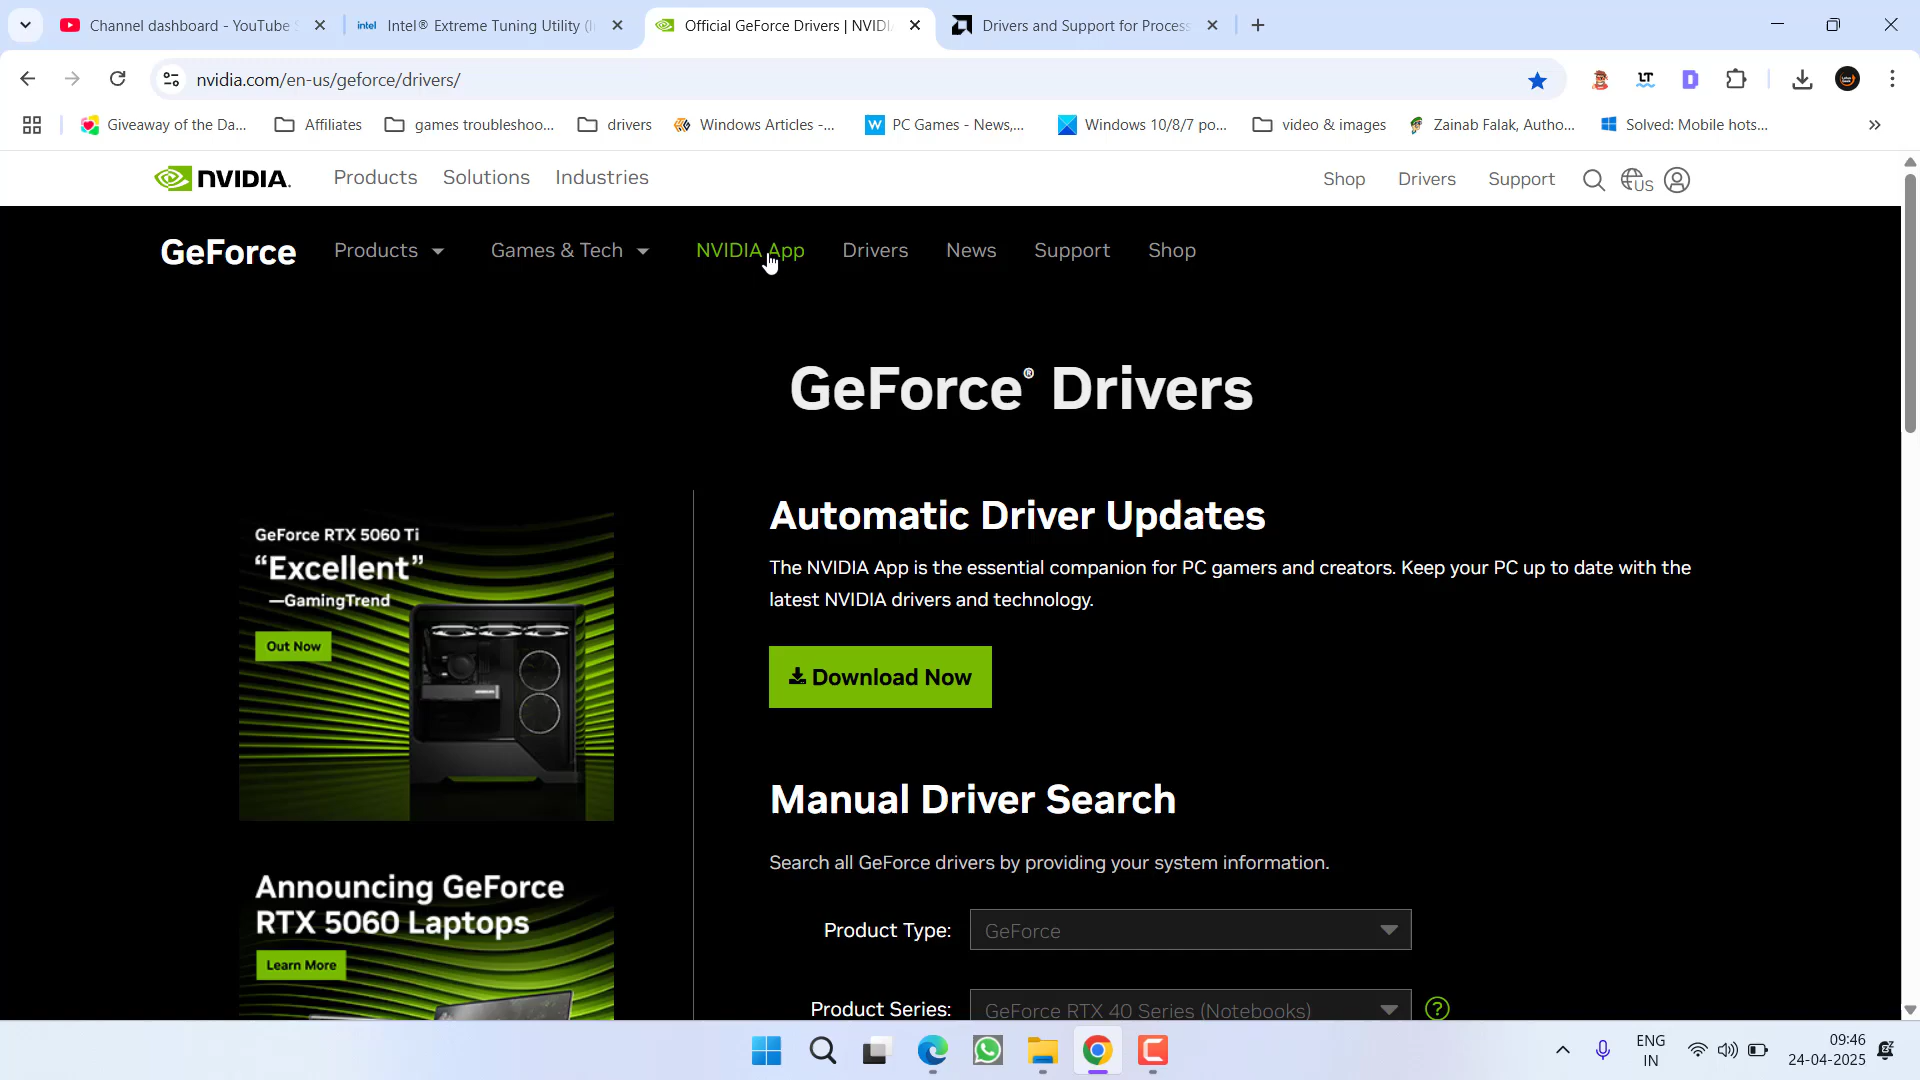 Channel dashboard - YouTube S
Intel® Extreme Tuning Utility (I
Official GeForce Drivers | NVIDI
Drivers and Support for Process
nvidia.com/en-us/geforce/drivers/
Giveaway of the Da...
Affiliates
games troubleshoo...
drivers
Windows Articles -...
PC Games - News,...
Windows 10/8/7 po...
video & images
Zainab Falak, Autho...
Solved: Mobile hots...
NVIDIA.
Products
Solutions
Industries
Shop
Drivers
Support
US
GeForce
Products
Games & Tech
NVIDIA App
Drivers
News
Support
Shop
GeForce® Drivers
GeForce RTX 5060 Ti
“Excellent”
—GamingTrend
Out Now
Announcing GeForce
RTX 5060 Laptops
Learn More
Automatic Driver Updates
The NVIDIA App is the essential companion for PC gamers and creators. Keep your PC up to date with the
latest NVIDIA drivers and technology.
Download Now
Manual Driver Search
Search all GeForce drivers by providing your system information.
Product Type:
GeForce
Product Series:
GeForce RTX 40 Series (Notebooks)
?
ENG
IN
09:46
24-04-2025